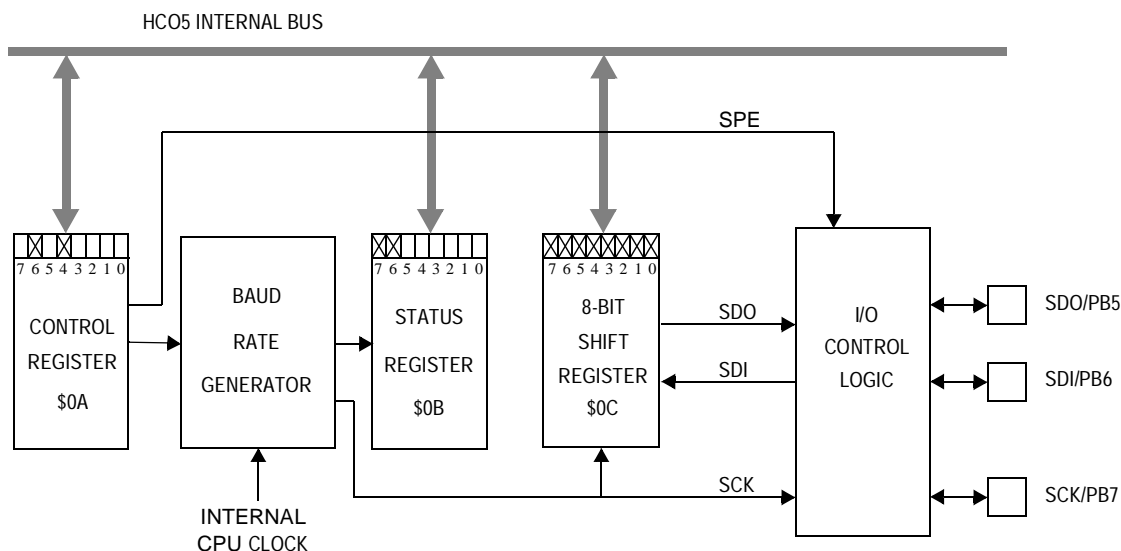 HCO5 INTERNAL BUS
SPE
7 6 5 4 3 2 1 0
CONTROL
REGISTER
$0A
BAUD
RATE
GENERATOR
7 6 5 4 3 2 1 0
STATUS
REGISTER
$0B
7 6 5 4 3 2 1 0
8-BIT
SHIFT
REGISTER
$0C
SDO
SDI
SCK
I/O
CONTROL
LOGIC
SDO/PB5
SDI/PB6
SCK/PB7
INTERNAL
CPU CLOCK